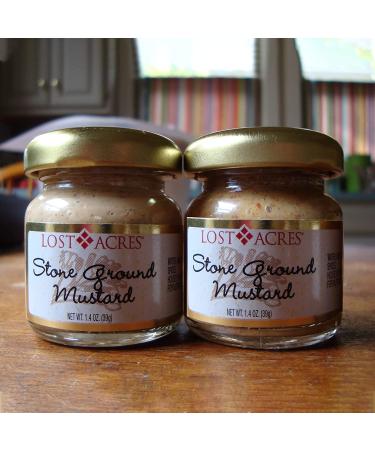 LOST ACRES®
Stone Ground
Mustard
NET WT. 1.4 OZ. (39g)
LOST ACRES®
Stone Ground
Mustard
NET WT. 1.4 OZ. (39g)